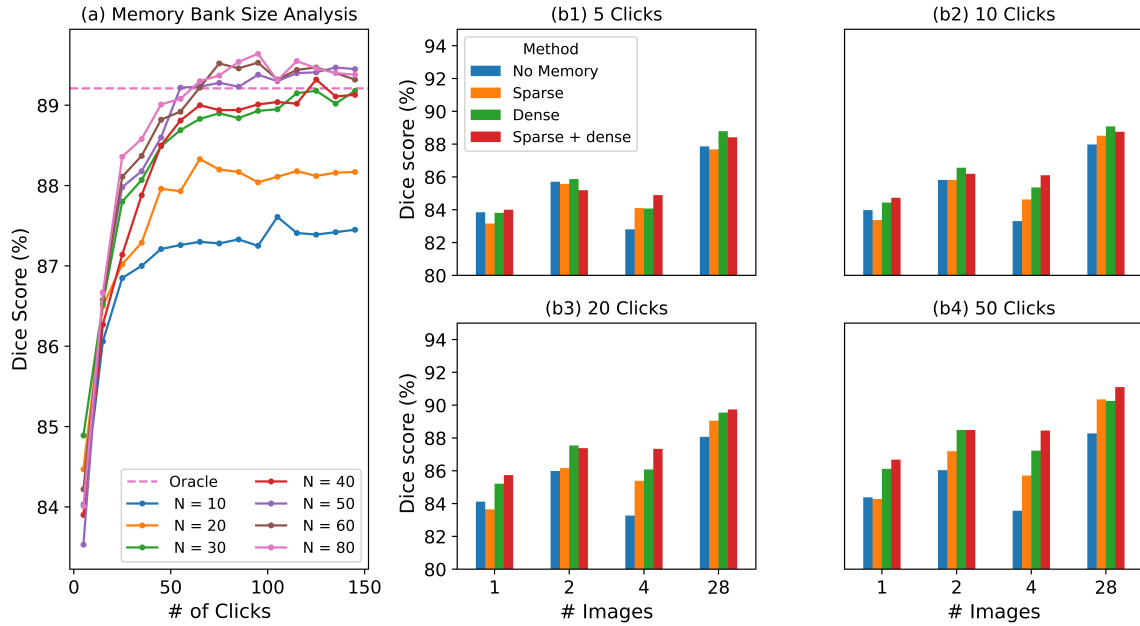 (a) Memory Bank Size Analysis
Dice Score (%)
89
88
87
86
85
84
Oracle
N = 10
N = 20
N = 30
N = 40
N = 50
N = 60
N = 80
0
50
100
150
# of Clicks
(b1) 5 Clicks
Dice score (%)
94
92
90
88
86
84
82
80
Method
No Memory
Sparse
Dense
Sparse + dense
(b2) 10 Clicks
(b3) 20 Clicks
Dice score (%)
94
92
90
88
86
84
82
80
1
2
4
28
# Images
(b4) 50 Clicks
1
2
4
28
# Images